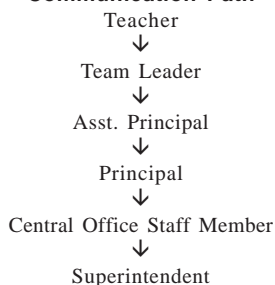 Communication Path
Teacher
↓
Team Leader
↓
Asst. Principal
↓
Principal
↓
Central Office Staff Member
↓
Superintendent